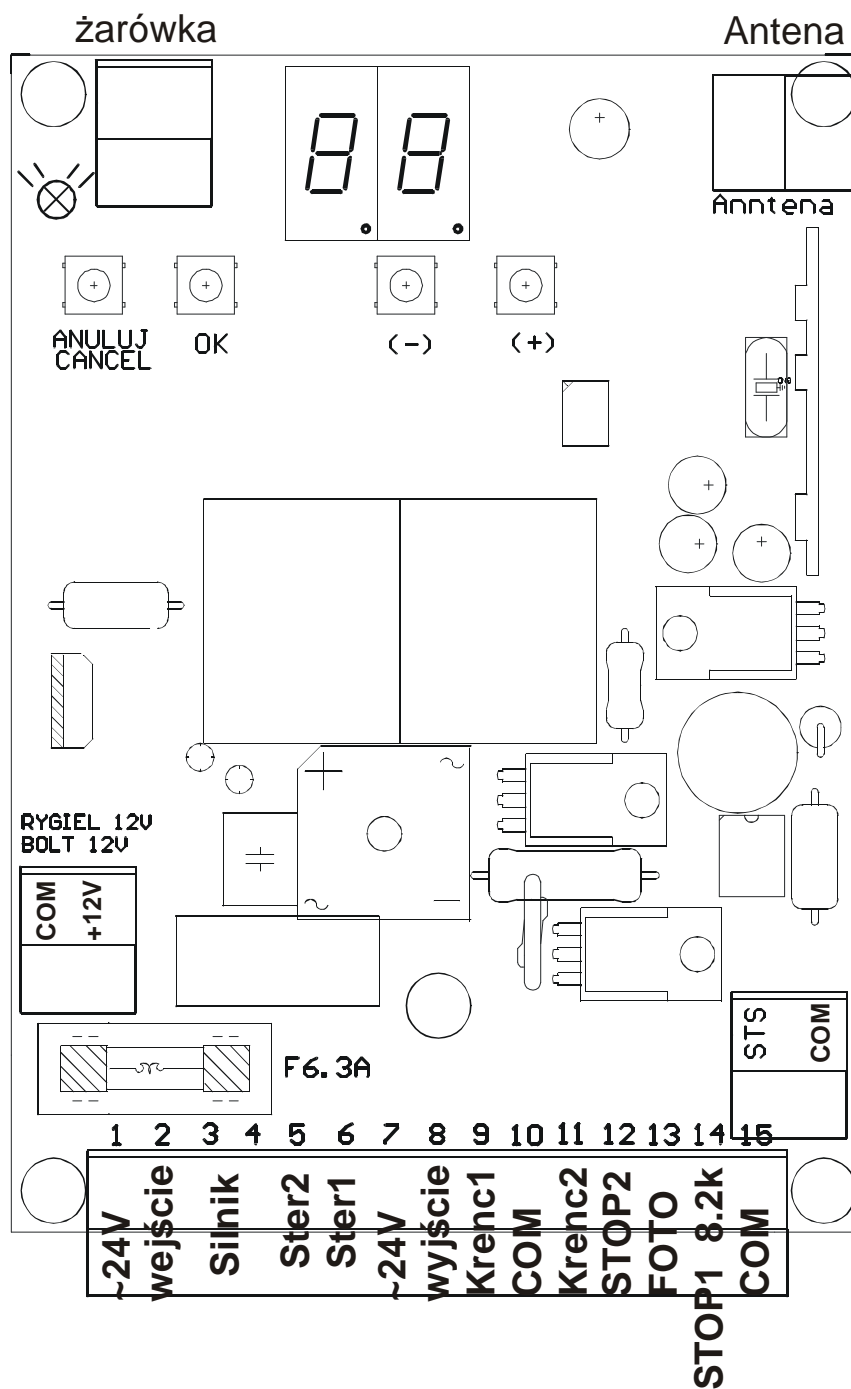 żarówka
Antena
88
Anntena
ANULUJ
CANCEL
OK
(-)
(+)
RYGIEL 12V
BOLT 12V
COM
+12V
STS
COM
F6.3A
1 2 3 4 5 6 7 8 9 10 11 12 13 14 15
~24V
wejście
Silnik
Ster2
Ster1
~24V
wyjście
Krenc1
COM
Krenc2
STOP2
FOTO
STOP1 8.2k
COM